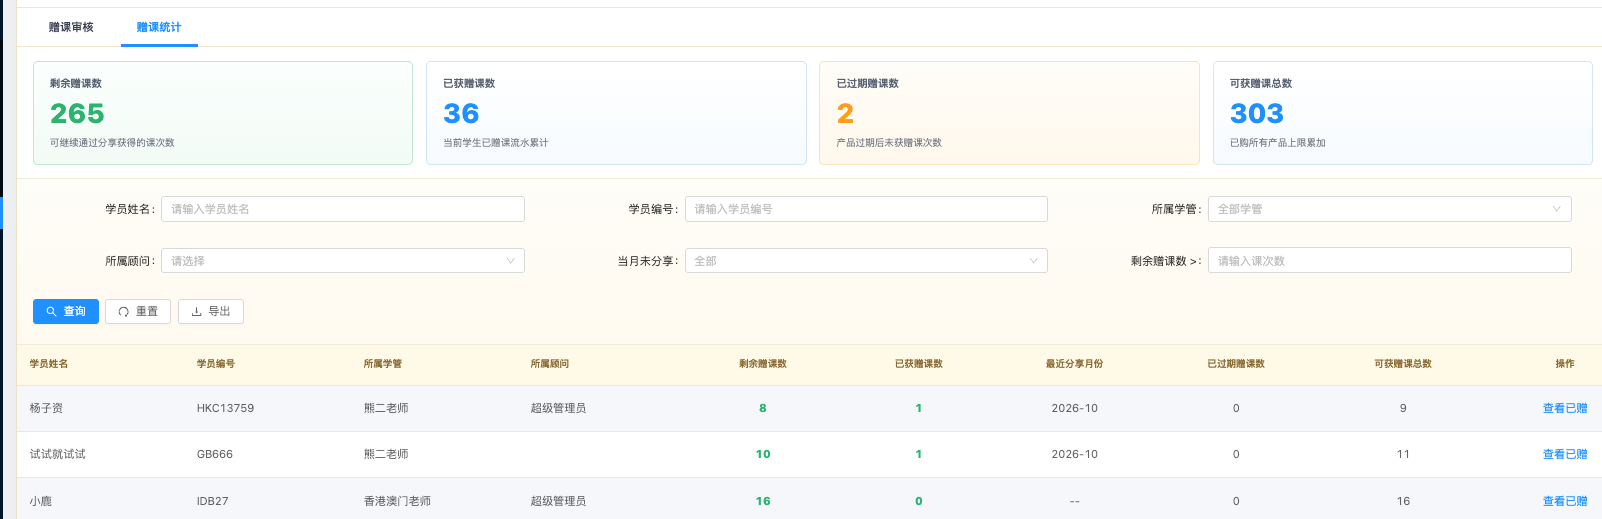 赠课审核 赠课统计
剩余赠课数 已获赠课数 已过期赠课数 可获赠课总数
265 36 2 303
可继续通过分享获得的课次数 当前学生已赠课流水累计 产品过期后未获赠课次数 已购所有产品上限累加
学员姓名: 请输入学员姓名 学员编号: 请输入学员编号 所属学管: 全部学管
所属顾问: 请选择 当月未分享: 全部 剩余赠课数 >: 请输入课次数
查询 重置 导出
学员姓名 学员编号 所属学管 所属顾问 剩余赠课数 已获赠课数 最近分享月份 已过期赠课数 可获赠课总数 操作
杨子资 HKC13759 熊二老师 超级管理员 8 1 2026-10 0 9 查看已赠
试试就试试 GB666 熊二老师 10 1 2026-10 0 11 查看已赠
小鹿 IDB27 香港澳门老师 超级管理员 16 0 -- 0 16 查看已赠